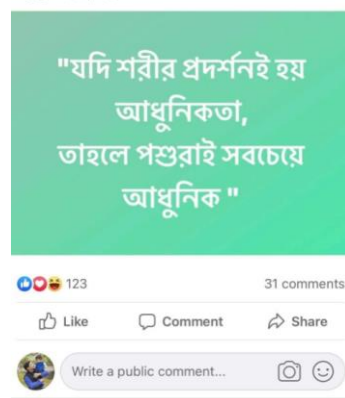 "যদি শরীর প্রদর্শনই হয়
আধুনিকতা,
তাহলে পশুরাই সবচেয়ে
আধুনিক "
123 31 comments
Like Comment Share
Write a public comment...